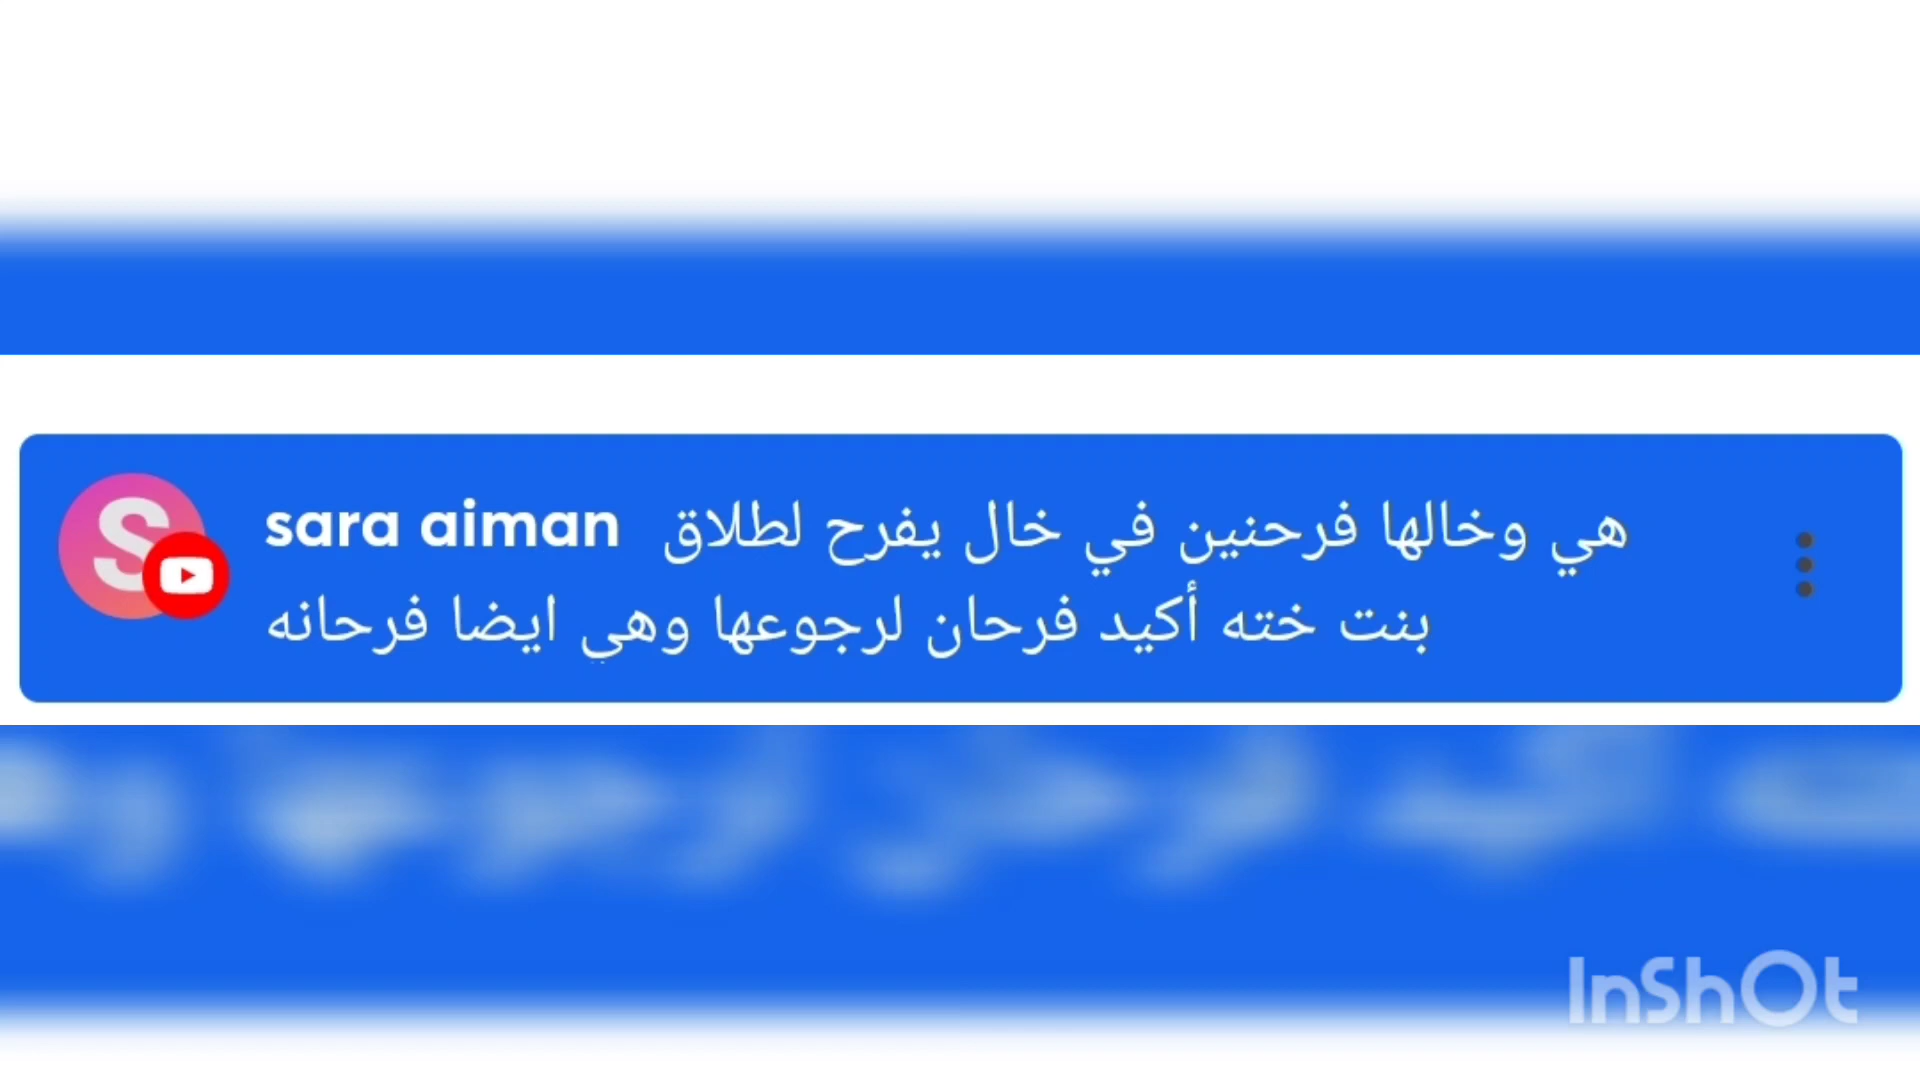 sara aiman هي وخالها فرحنين في خال يفرح لطلاق
بنت خته أكيد فرحان لرجوعها وهي ايضا فرحانه
InShOt